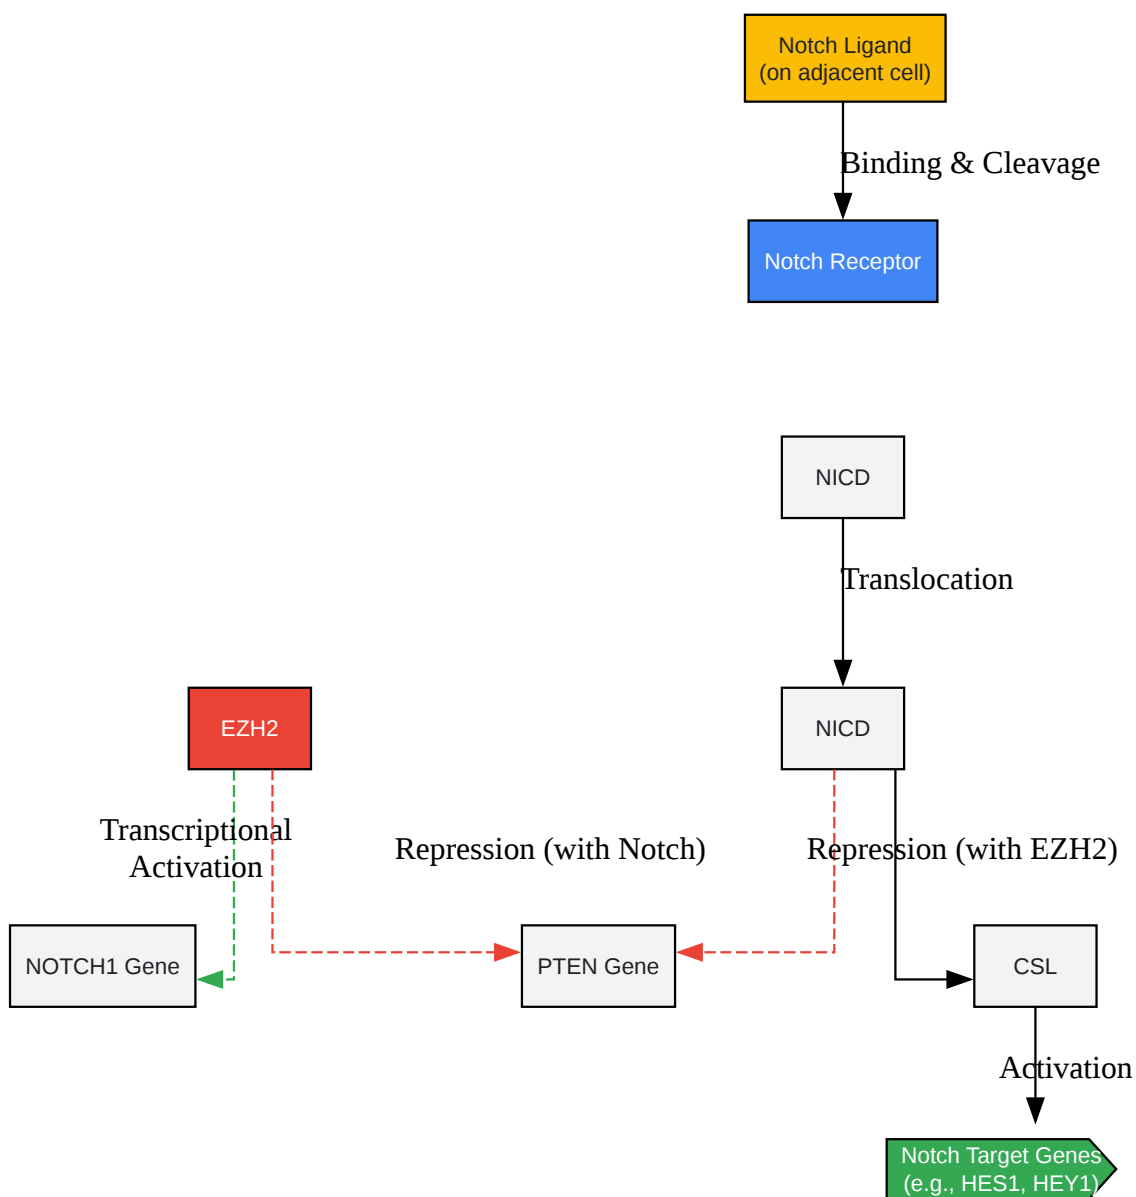 Notch Ligand
(on adjacent cell)
Binding & Cleavage
Notch Receptor
NICD
Translocation
EZH2
NICD
Transcriptional
Activation
Repression (with Notch)
Repression (with EZH2)
NOTCH1 Gene
PTEN Gene
CSL
Activation
Notch Target Genes
(e.g., HES1, HEY1)